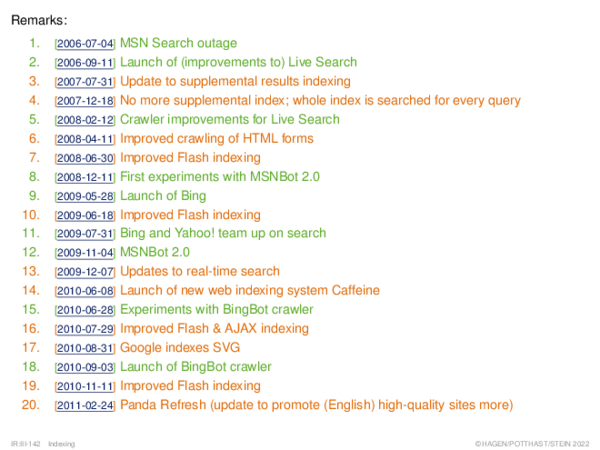 Remarks:
1. [2006-07-04] MSN Search outage
2. [2006-09-11] Launch of (improvements to) Live Search
3. [2007-07-31] Update to supplemental results indexing
4. [2007-12-18] No more supplemental index; whole index is searched for every query
5. [2008-02-12] Crawler improvements for Live Search
6. [2008-04-11] Improved crawling of HTML forms
7. [2008-06-30] Improved Flash indexing
8. [2008-12-11] First experiments with MSNBot 2.0
9. [2009-05-28] Launch of Bing
10. [2009-06-18] Improved Flash indexing
11. [2009-07-31] Bing and Yahoo! team up on search
12. [2009-11-04] MSNBot 2.0
13. [2009-12-07] Updates to real-time search
14. [2010-06-08] Launch of new web indexing system Caffeine
15. [2010-06-28] Experiments with BingBot crawler
16. [2010-07-29] Improved Flash & AJAX indexing
17. [2010-08-31] Google indexes SVG
18. [2010-09-03] Launch of BingBot crawler
19. [2010-11-11] Improved Flash indexing
20. [2011-02-24] Panda Refresh (update to promote (English) high-quality sites more)
IR:III-142 Indexing © HAGEN/POTTHAST/STEIN 2022